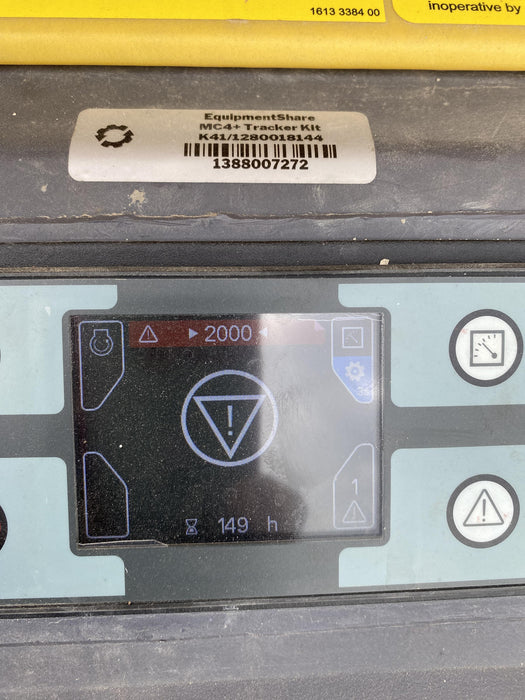 1613 3384 00
inoperative by
EquipmentShare
MC4+ Tracker Kit
K41/1280018144
1388007272
2000
1
149 h